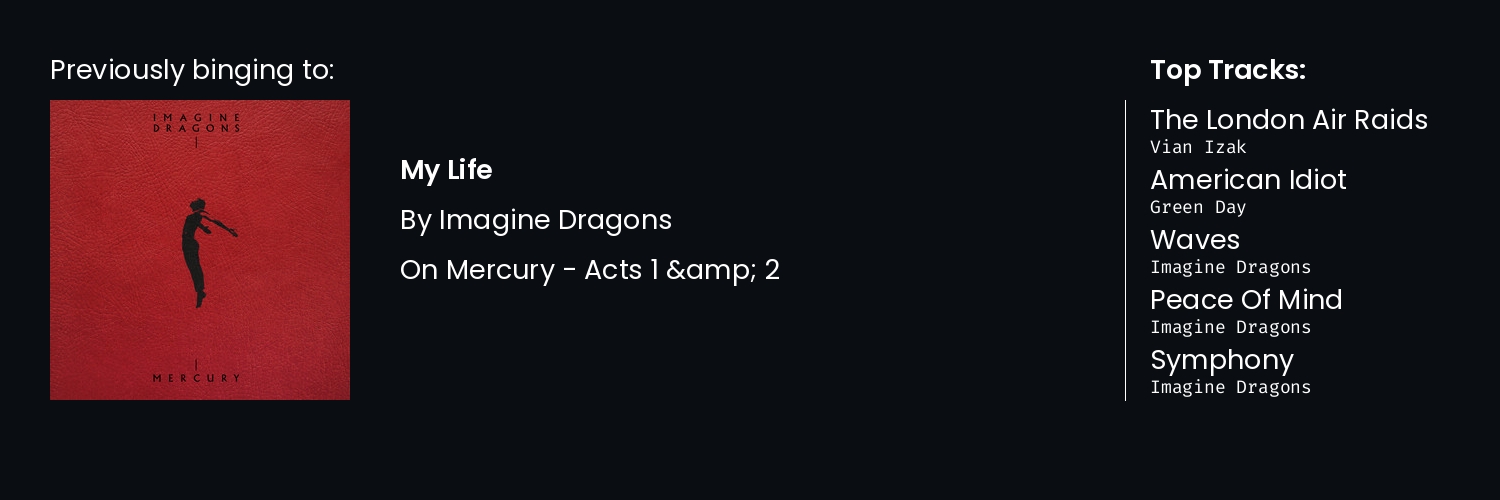 Previously binging to:
IMAGINE
DRAGONS
MERCURY
My Life
By Imagine Dragons
On Mercury - Acts 1 &amp; 2
Top Tracks:
The London Air Raids
Vian Izak
American Idiot
Green Day
Waves
Imagine Dragons
Peace Of Mind
Imagine Dragons
Symphony
Imagine Dragons